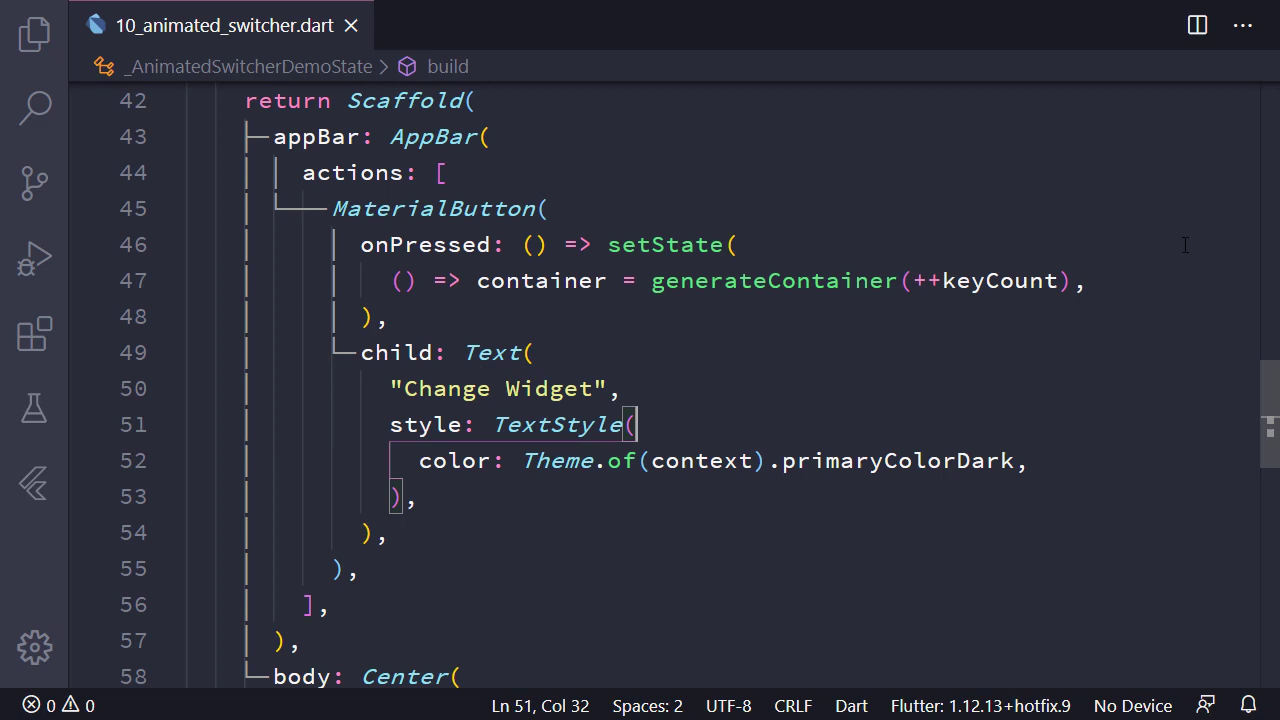 10_animated_switcher.dart
_AnimatedSwitcherDemoState > build
42 return Scaffold(
43 appBar: AppBar(
44 actions: [
45 MaterialButton(
46 onPressed: () => setState(
47 () => container = generateContainer(++keyCount),
48 ),
49 child: Text(
50 "Change Widget",
51 style: TextStyle(
52 color: Theme.of(context).primaryColorDark,
53 ),
54 ),
55 ),
56 ],
57 ),
58 body: Center(
0 0 Ln 51, Col 32 Spaces: 2 UTF-8 CRLF Dart Flutter: 1.12.13+hotfix.9 No Device